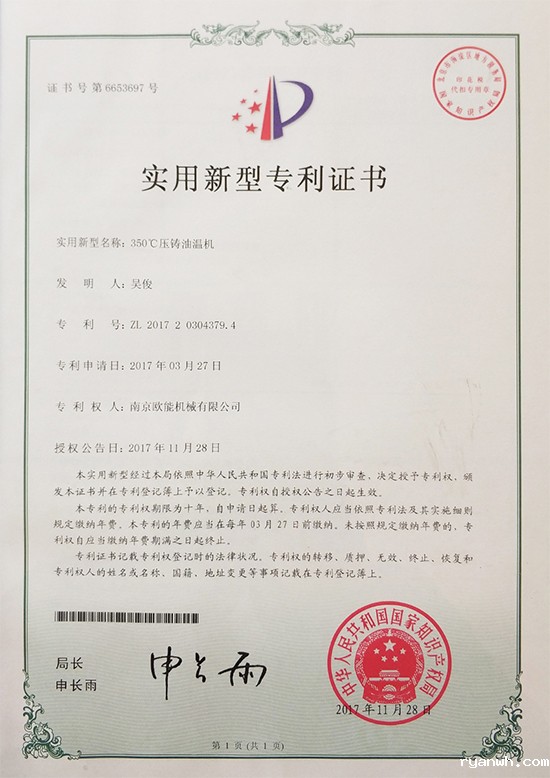 证书号第6653697号
印花税
代扣专用章
实用新型专利证书
实用新型名称：350℃压铸油温机
发 明 人：吴俊
专 利 号：ZL 2017 2 0304379.4
专利申请日：2017年03月27日
专 利 权 人：南京欧能机械有限公司
授权公告日：2017年11月28日
本实用新型经过本局依照中华人民共和国专利法进行初步审查，决定授予专利权，颁
发本证书并在专利登记簿上予以登记。专利权自授权公告之日起生效。
本专利的专利权期限为十年，自申请日起算。专利权人应当依照专利法及其实施细则
规定缴纳年费。本专利的年费应当在每年03月27日前缴纳。未按照规定缴纳年费的，专
利权自应当缴纳年费期满之日起终止。
专利证书记载专利权登记时的法律状况。专利权的转移、质押、无效、终止、恢复和
专利权人的姓名或名称、国籍、地址变更等事项记载在专利登记簿上。
局长
申长雨
申长雨
中华人民共和国国家知识产权局
2017年11月28日
第1页（共1页）
ryanwh.com